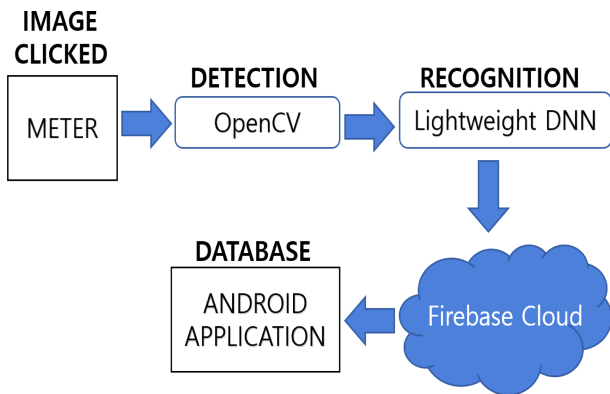 IMAGE
CLICKED
METER
DETECTION
OpenCV
RECOGNITION
Lightweight DNN
Firebase Cloud
DATABASE
ANDROID
APPLICATION